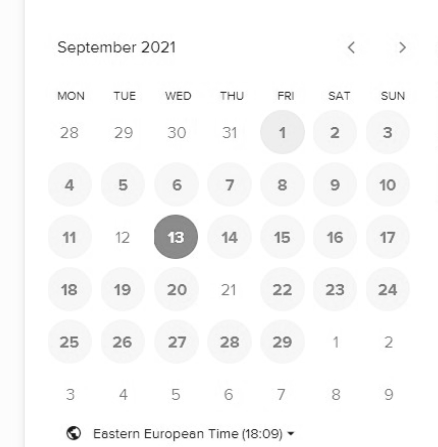 September 2021
MON TUE WED THU FRI SAT SUN
28 29 30 31 1 2 3
4 5 6 7 8 9 10
11 12 13 14 15 16 17
18 19 20 21 22 23 24
25 26 27 28 29 1 2
3 4 5 6 7 8 9
Eastern European Time (18:09)